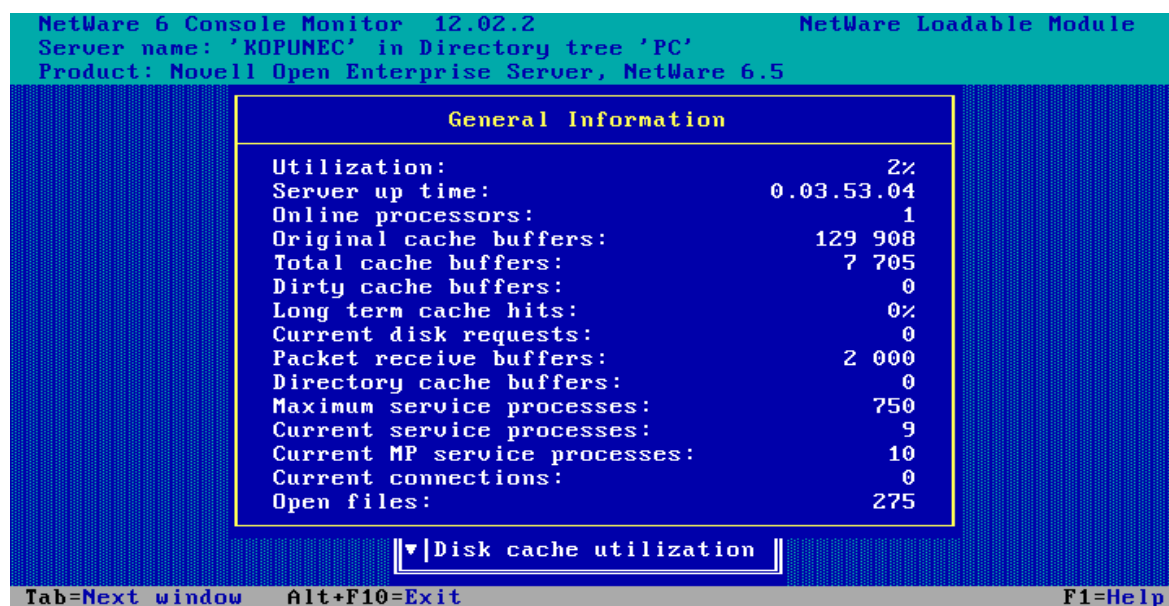 NetWare 6 Console Monitor 12.02.2 NetWare Loadable Module
Server name: 'KOPUNEC' in Directory tree 'PC'
Product: Novell Open Enterprise Server, NetWare 6.5
General Information
Utilization: 2%
Server up time: 0.03.53.04
Online processors: 1
Original cache buffers: 129 908
Total cache buffers: 7 705
Dirty cache buffers: 0
Long term cache hits: 0%
Current disk requests: 0
Packet receive buffers: 2 000
Directory cache buffers: 0
Maximum service processes: 750
Current service processes: 9
Current MP service processes: 10
Current connections: 0
Open files: 275
▼|Disk cache utilization
Tab=Next window Alt+F10=Exit F1=Help